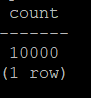 count
-------
10000
(1 row)